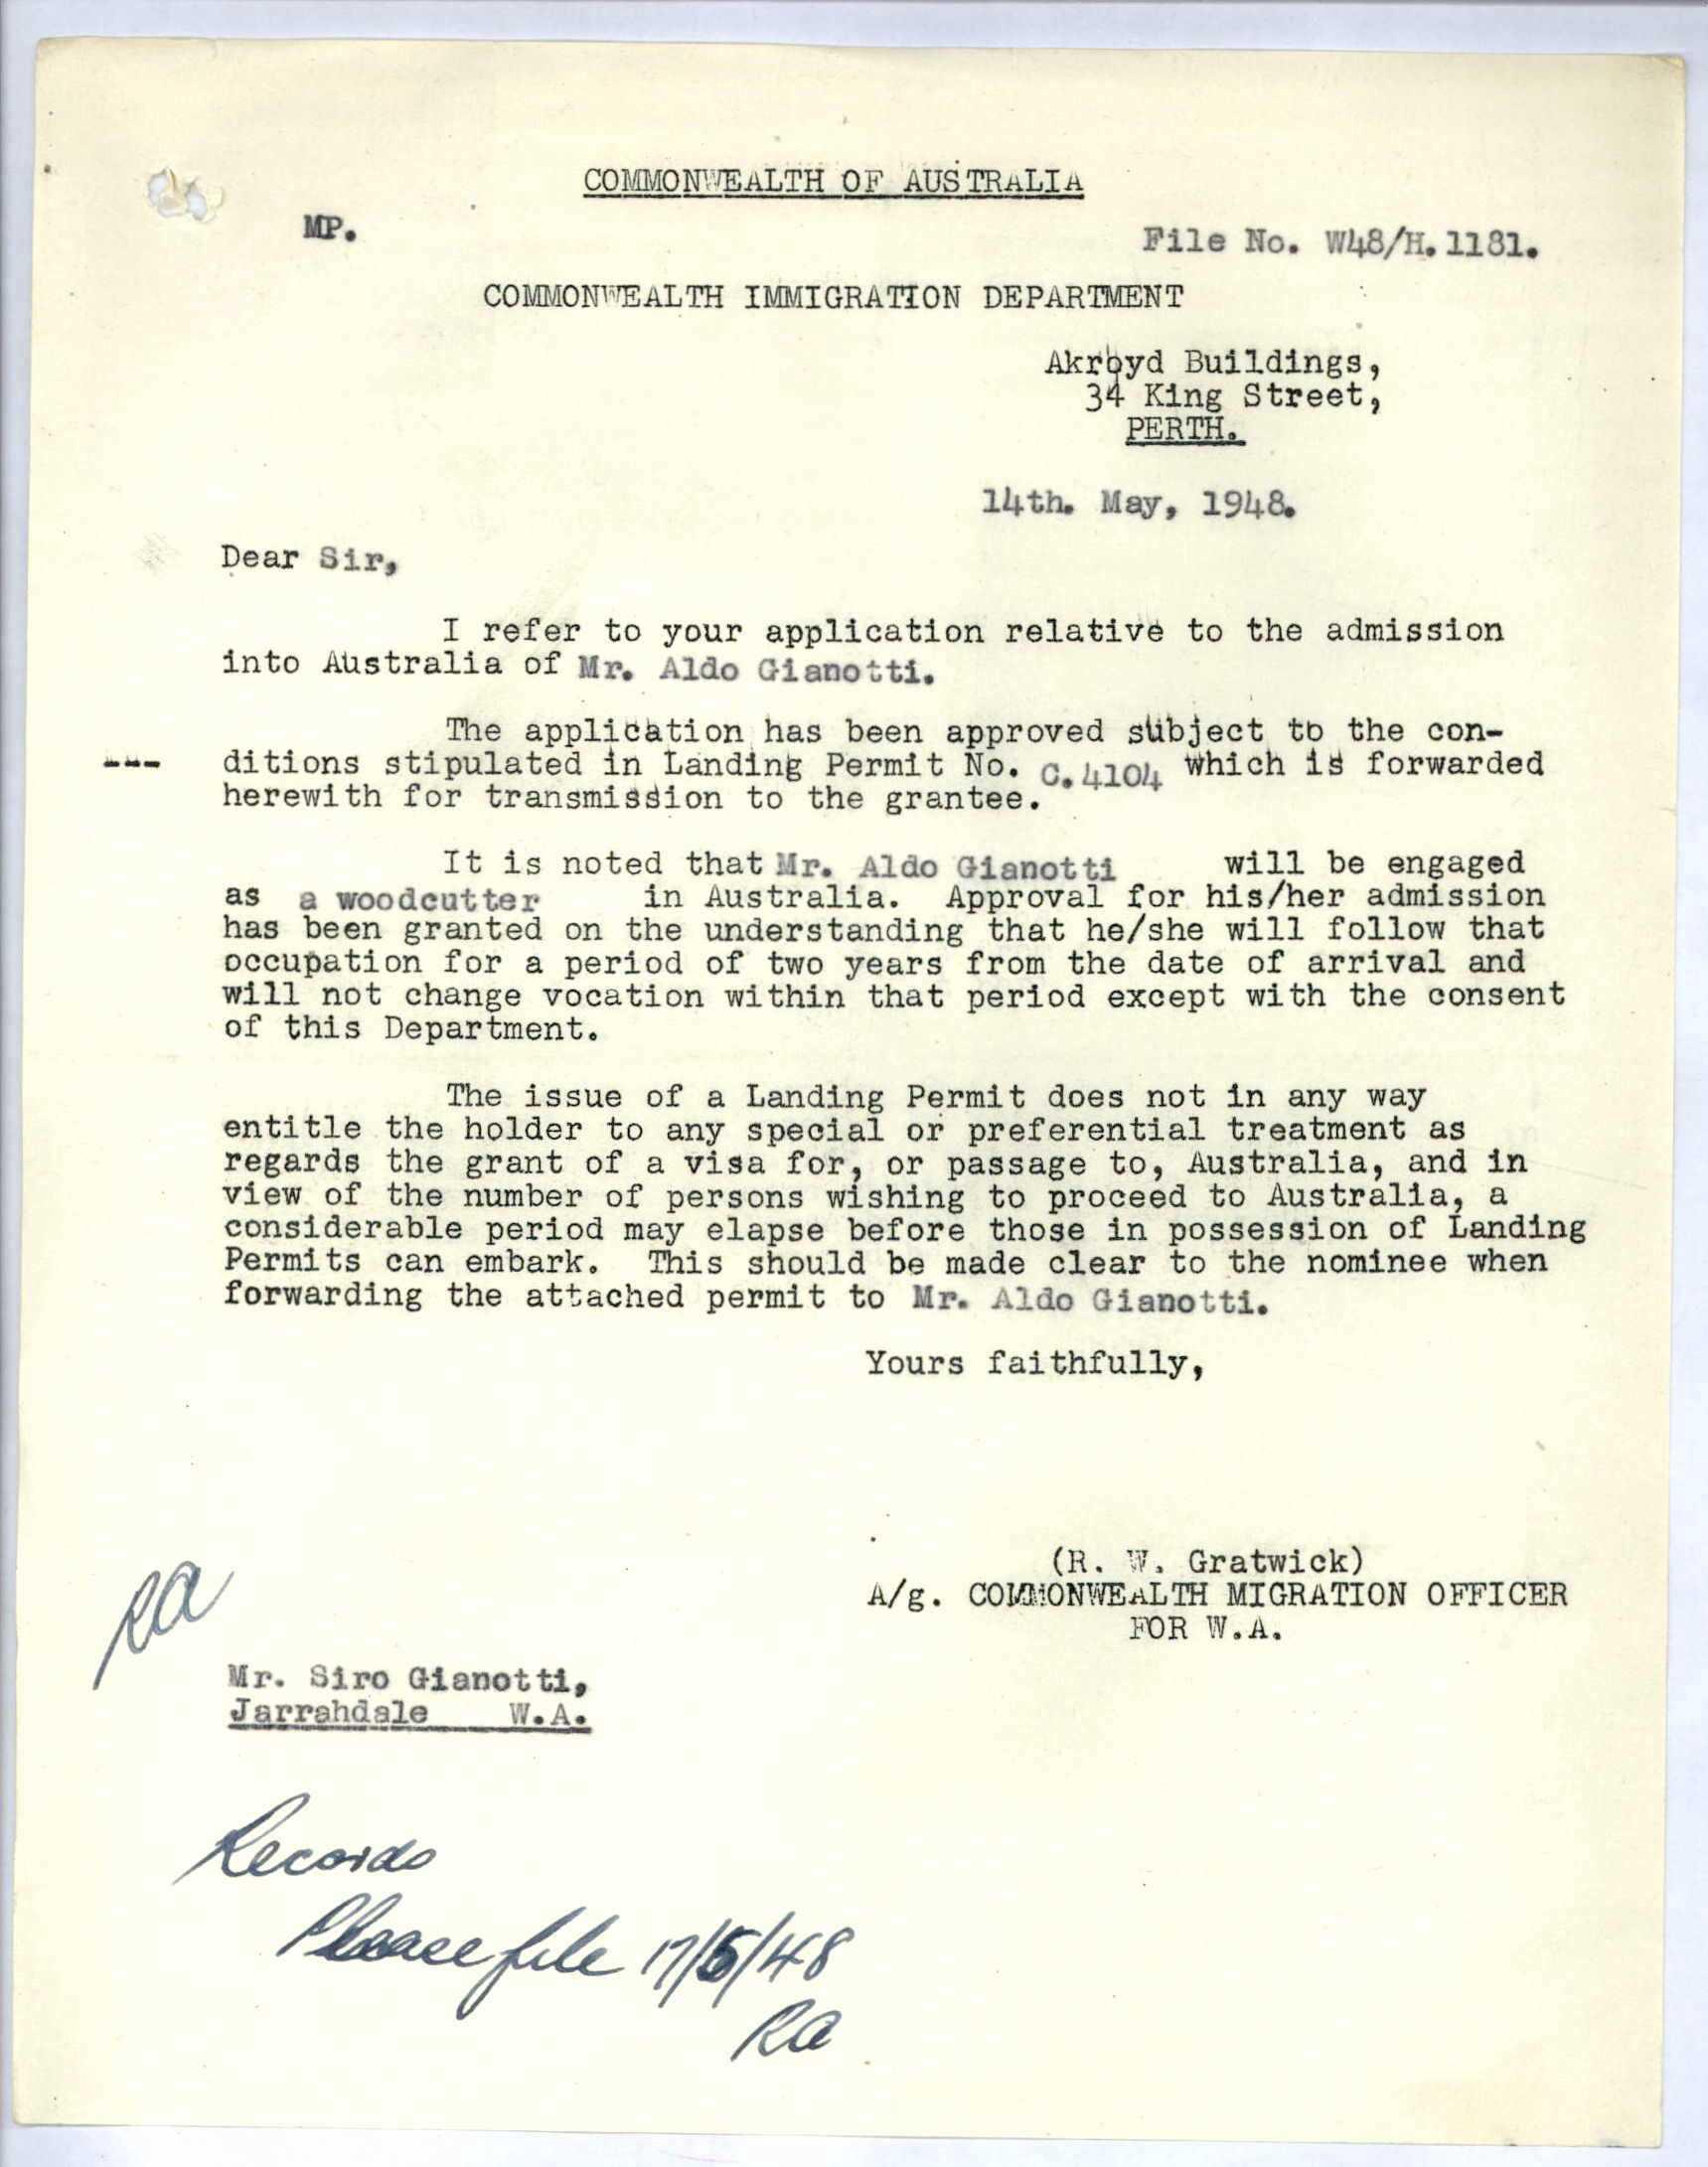 COMMONWEALTH OF AUSTRALIA
MP.
File No. W48/H.1181.
COMMONWEALTH IMMIGRATION DEPARTMENT
Akroyd Buildings,
34 King Street,
PERTH.
14th. May, 1948.
Dear Sir,
I refer to your application relative to the admission
into Australia of Mr. Aldo Gianotti.
The application has been approved subject to the con-
--- ditions stipulated in Landing Permit No. C.4104 which is forwarded
herewith for transmission to the grantee.
It is noted that Mr. Aldo Gianotti will be engaged
as a woodcutter in Australia. Approval for his/her admission
has been granted on the understanding that he/she will follow that
occupation for a period of two years from the date of arrival and
will not change vocation within that period except with the consent
of this Department.
The issue of a Landing Permit does not in any way
entitle the holder to any special or preferential treatment as
regards the grant of a visa for, or passage to, Australia, and in
view of the number of persons wishing to proceed to Australia, a
considerable period may elapse before those in possession of Landing
Permits can embark. This should be made clear to the nominee when
forwarding the attached permit to Mr. Aldo Gianotti.
Yours faithfully,
(R. W. Gratwick)
A/g. COMMONWEALTH MIGRATION OFFICER
FOR W.A.
RA
Mr. Siro Gianotti,
Jarrahdale W.A.
Records
Please file 17/5/48
RA